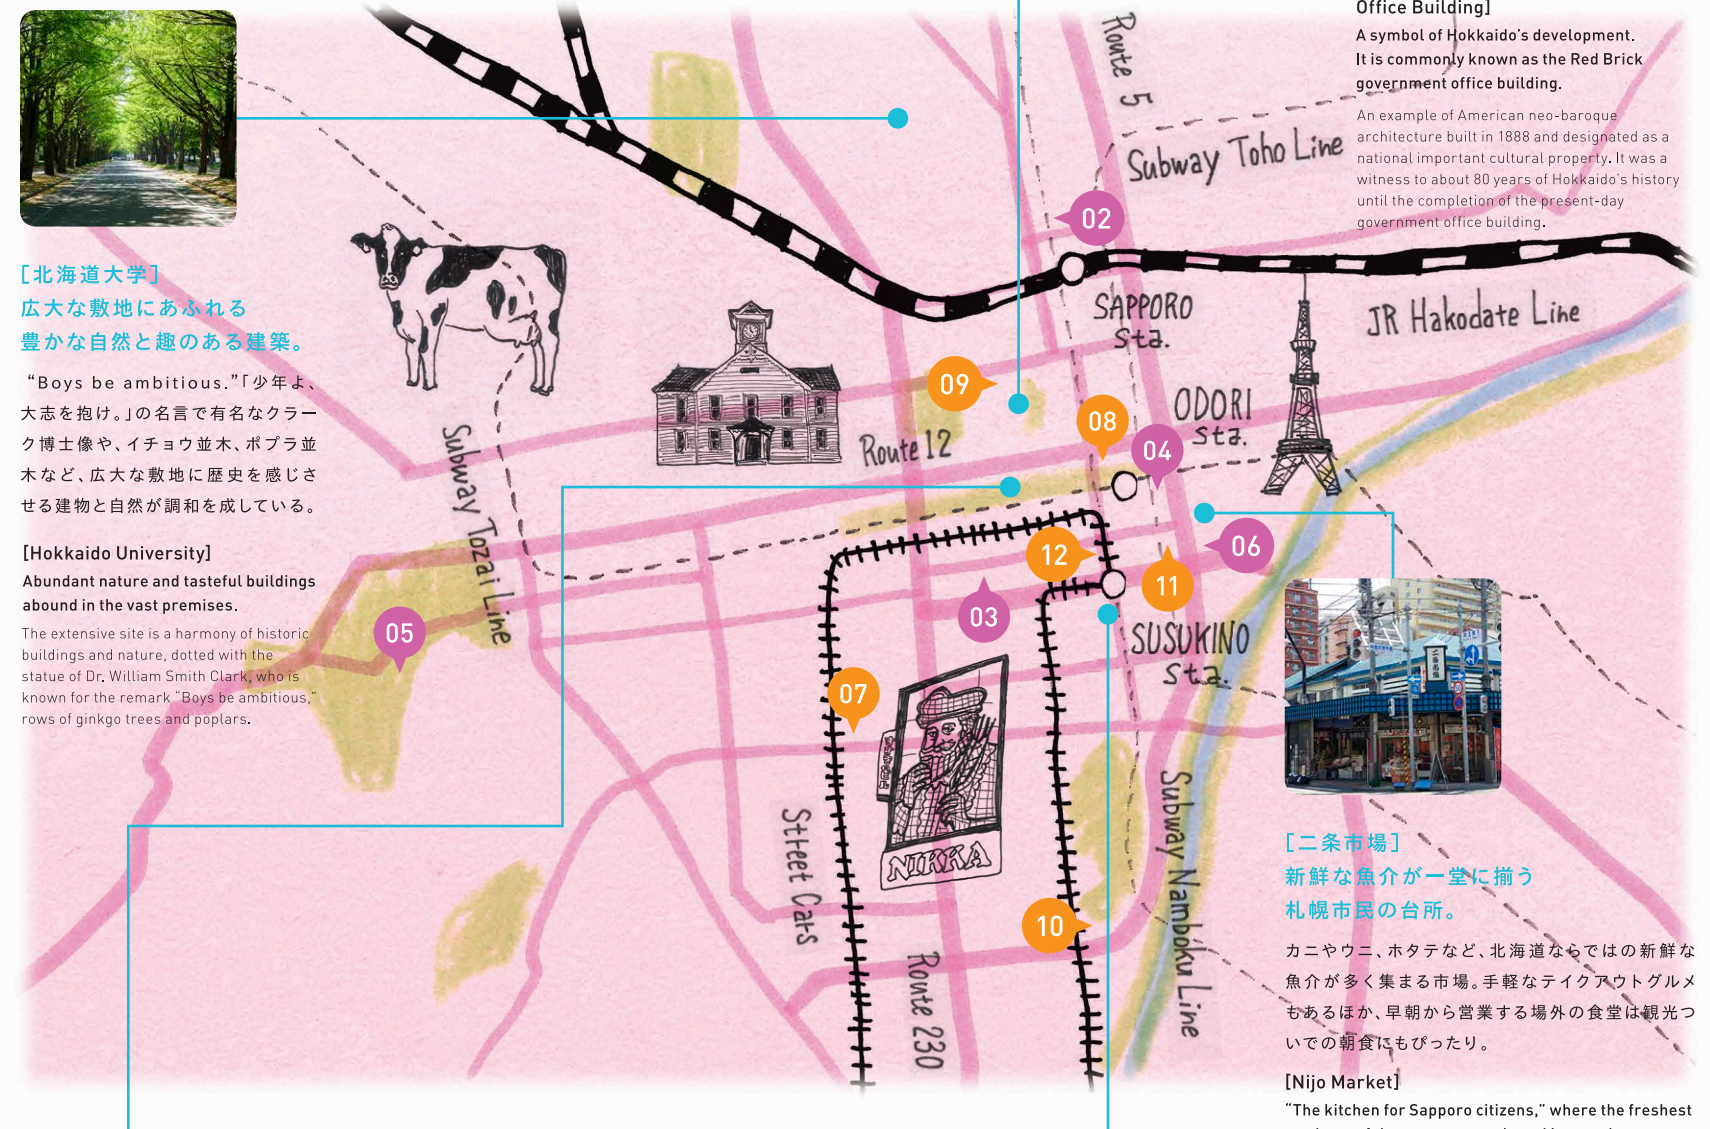 Office Building]
A symbol of Hokkaido's development.
It is commonly known as the Red Brick
government office building.
An example of American neo-baroque
architecture built in 1888 and designated as a
national important cultural property. It was a
witness to about 80 years of Hokkaido's history
until the completion of the present-day
government office building.
[北海道大学]
広大な敷地にあふれる
豊かな自然と趣のある建築。
“Boys be ambitious.”「少年よ、
大志を抱け。」の名言で有名なクラー
ク博士像や、イチョウ並木、ポプラ並
木など、広大な敷地に歴史を感じさ
せる建物と自然が調和を成している。
[Hokkaido University]
Abundant nature and tasteful buildings
abound in the vast premises.
The extensive site is a harmony of historic
buildings and nature, dotted with the
statue of Dr. William Smith Clark, who is
known for the remark “Boys be ambitious,”
rows of ginkgo trees and poplars.
Route 5
Subway Toho Line
02
SAPPORO
Sta.
JR Hakodate Line
09
08
ODORI
Sta.
04
Route 12
Subway Tozai Line
12
06
11
03
05
SUSUKINO
Sta.
07
NIKKA
Street Cars
10
Route 230
Subway Namboku Line
二条市場
[二条市場]
新鮮な魚介が一堂に揃う
札幌市民の台所。
カニやウニ、ホタテなど、北海道ならではの新鮮な
魚介が多く集まる市場。手軽なテイクアウトグルメ
もあるほか、早朝から営業する場外の食堂は観光つ
いでの朝食にもぴったり。
[Nijo Market]
“The kitchen for Sapporo citizens,” where the freshest